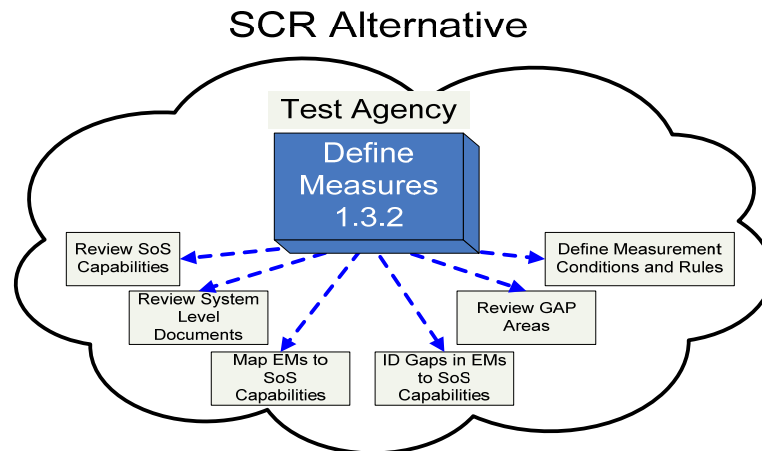 SCR Alternative
Test Agency
Define
Measures
1.3.2
Review SoS
Capabilities
Review System
Level
Documents
Map EMs to
SoS
Capabilities
ID Gaps in EMs
to SoS
Capabilities
Review GAP
Areas
Define Measurement
Conditions and Rules